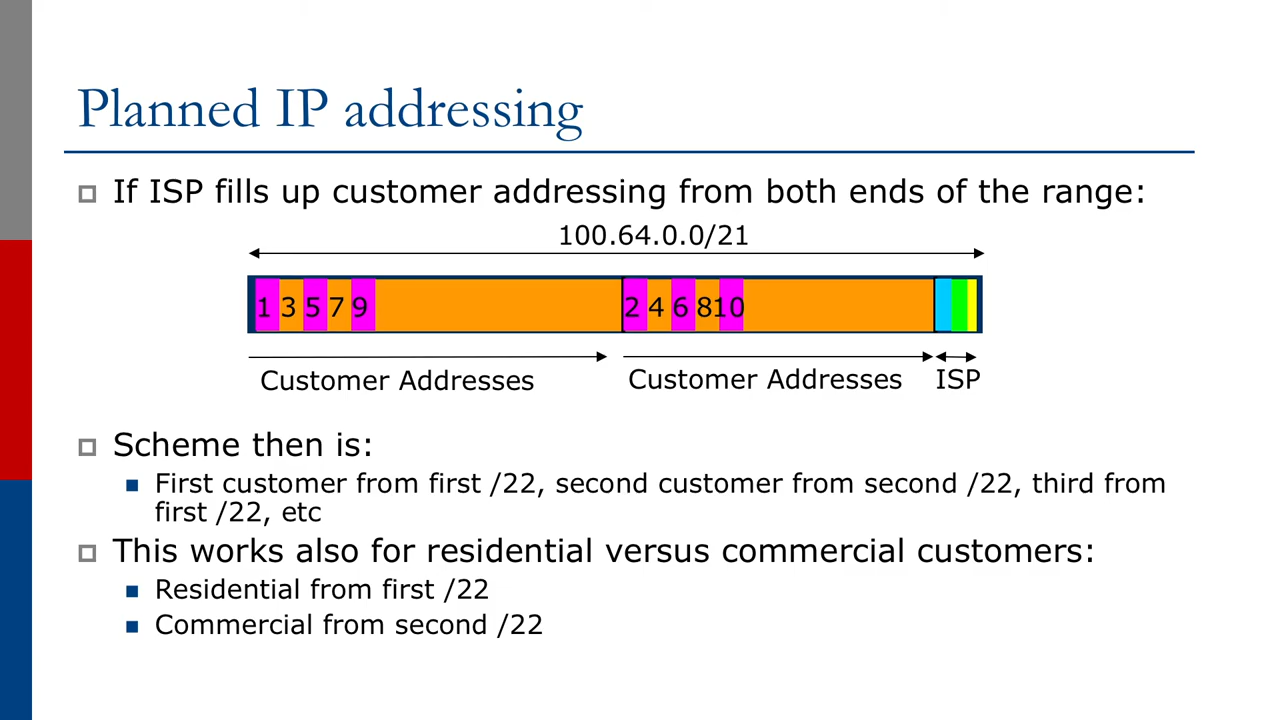 Planned IP addressing
If ISP fills up customer addressing from both ends of the range:
100.64.0.0/21
1 3 5 7 9 2 4 6 8 10
Customer Addresses Customer Addresses ISP
Scheme then is:
First customer from first /22, second customer from second /22, third from
first /22, etc
This works also for residential versus commercial customers:
Residential from first /22
Commercial from second /22